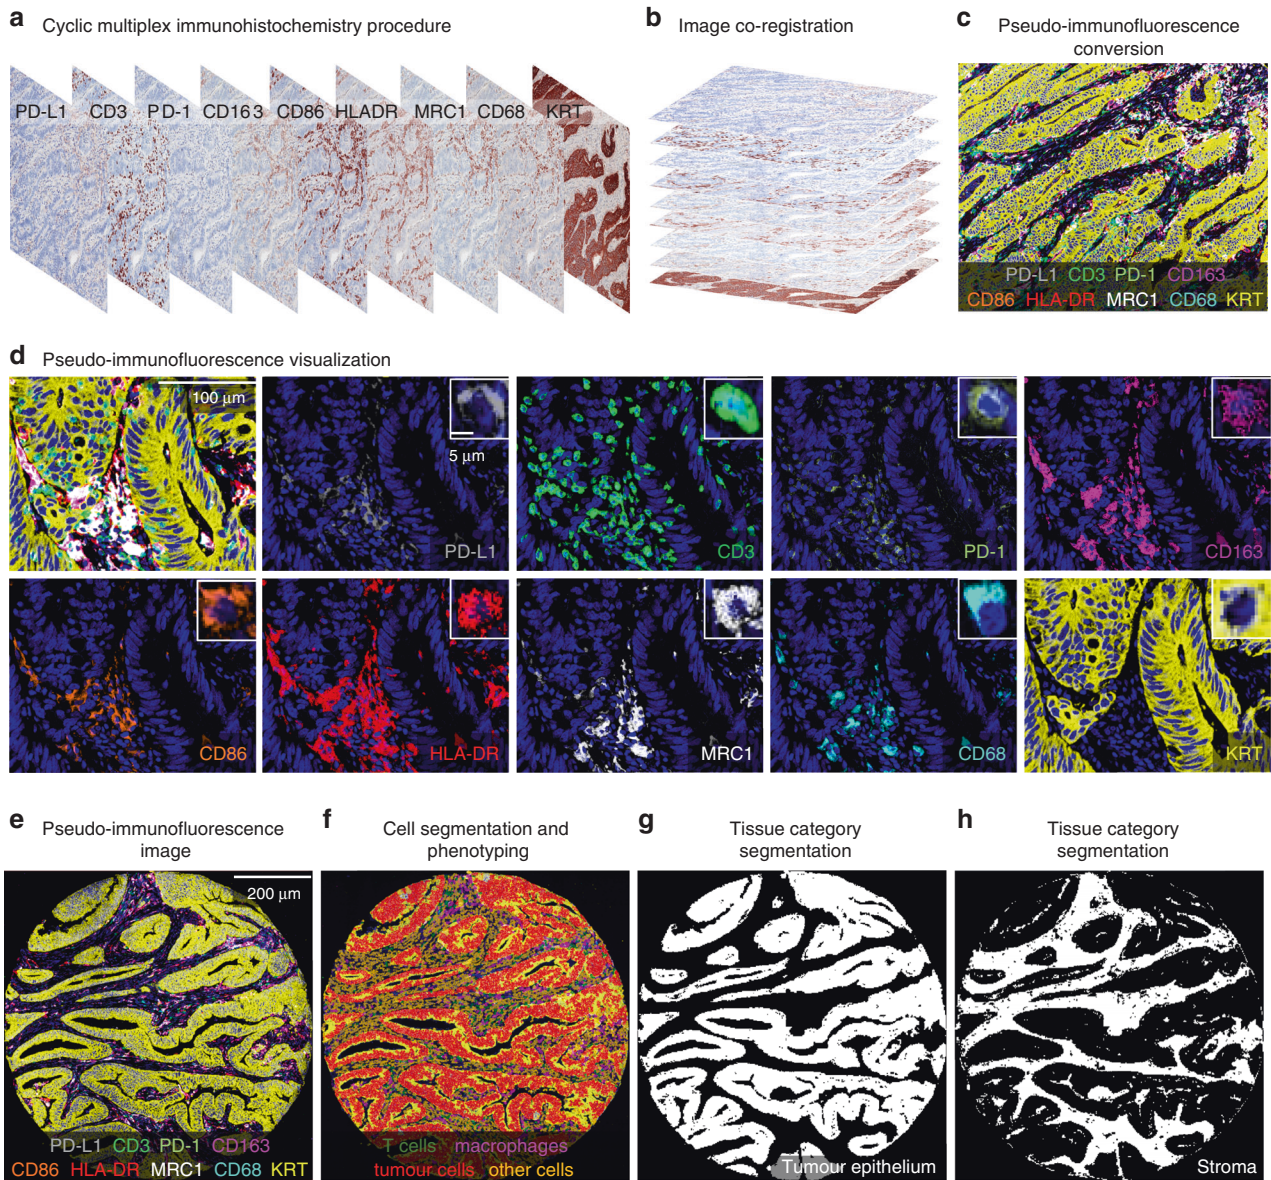 a Cyclic multiplex immunohistochemistry procedure
PD-L1 CD3 PD-1 CD163 CD86 HLADR MRC1 CD68 KRT
b Image co-registration
c Pseudo-immunofluorescence
conversion
PD-L1 CD3 PD-1 CD163
CD86 HLA-DR MRC1 CD68 KRT
d Pseudo-immunofluorescence visualization
100 µm
5 µm
PD-L1
CD3
PD-1
CD163
CD86
HLA-DR
MRC1
CD68
KRT
e Pseudo-immunofluorescence
image
200 µm
PD-L1 CD3 PD-1 CD163
CD86 HLA-DR MRC1 CD68 KRT
f Cell segmentation and
phenotyping
T cells macrophages
tumour cells other cells
g Tissue category
segmentation
Tumour epithelium
h Tissue category
segmentation
Stroma